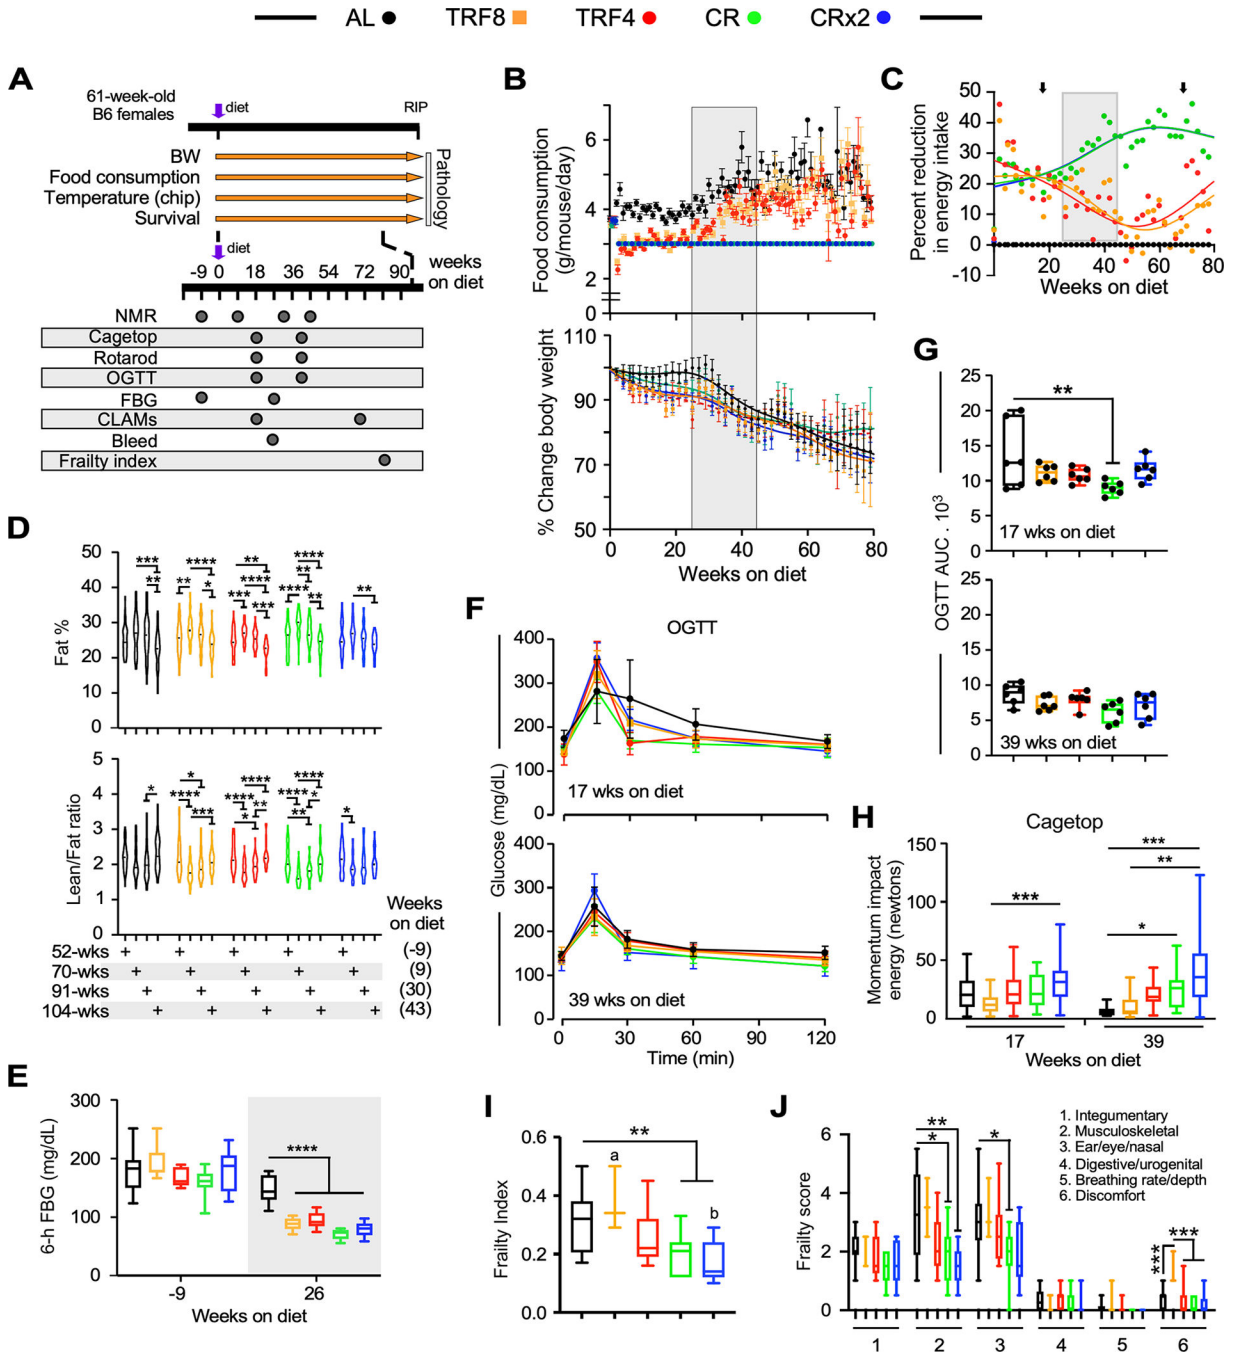 AL TRF8 TRF4 CR CRx2
A
61-week-old
B6 females
diet
RIP
BW
Food consumption
Temperature (chip)
Survival
Pathology
diet
-9 0 18 36 54 72 90
weeks
on diet
NMR
Cagetop
Rotarod
OGTT
FBG
CLAMs
Bleed
Frailty index
B
Food consumption
(g/mouse/day)
6
4
2
0
% Change body weight
110
90
70
50
0 20 40 60 80
Weeks on diet
C
Percent reduction
in energy intake
50
40
30
20
10
0
-10
20 40 60 80
Weeks on diet
D
Fat %
50
40
30
20
10
0
*** ** ** **** * *** ** **** *** **** **** ** ** **
Lean/Fat ratio
5
4
3
2
1
0
* **** * *** **** * **** ** **** ** * **** *
Weeks
on diet
52-wks + + + + + (-9)
70-wks + + + + + (9)
91-wks + + + + + (30)
104-wks + + + + + (43)
E
6-h FBG (mg/dL)
300
200
100
0
****
-9 26
Weeks on diet
F
OGTT
Glucose (mg/dL)
400
300
200
100
0
17 wks on diet
400
300
200
100
0
39 wks on diet
0 30 60 90 120
Time (min)
G
OGTT AUC . 10³
25
20
15
10
5
0
**
17 wks on diet
25
20
15
10
5
0
39 wks on diet
H
Cagetop
Momentum impact
energy (newtons)
150
100
50
0
***
***
**
*
17 39
Weeks on diet
I
Frailty Index
0.6
0.4
0.2
0.0
**
a
b
J
Frailty score
6
4
2
0
** * * *** ***
1. Integumentary
2. Musculoskeletal
3. Ear/eye/nasal
4. Digestive/urogenital
5. Breathing rate/depth
6. Discomfort
1 2 3 4 5 6